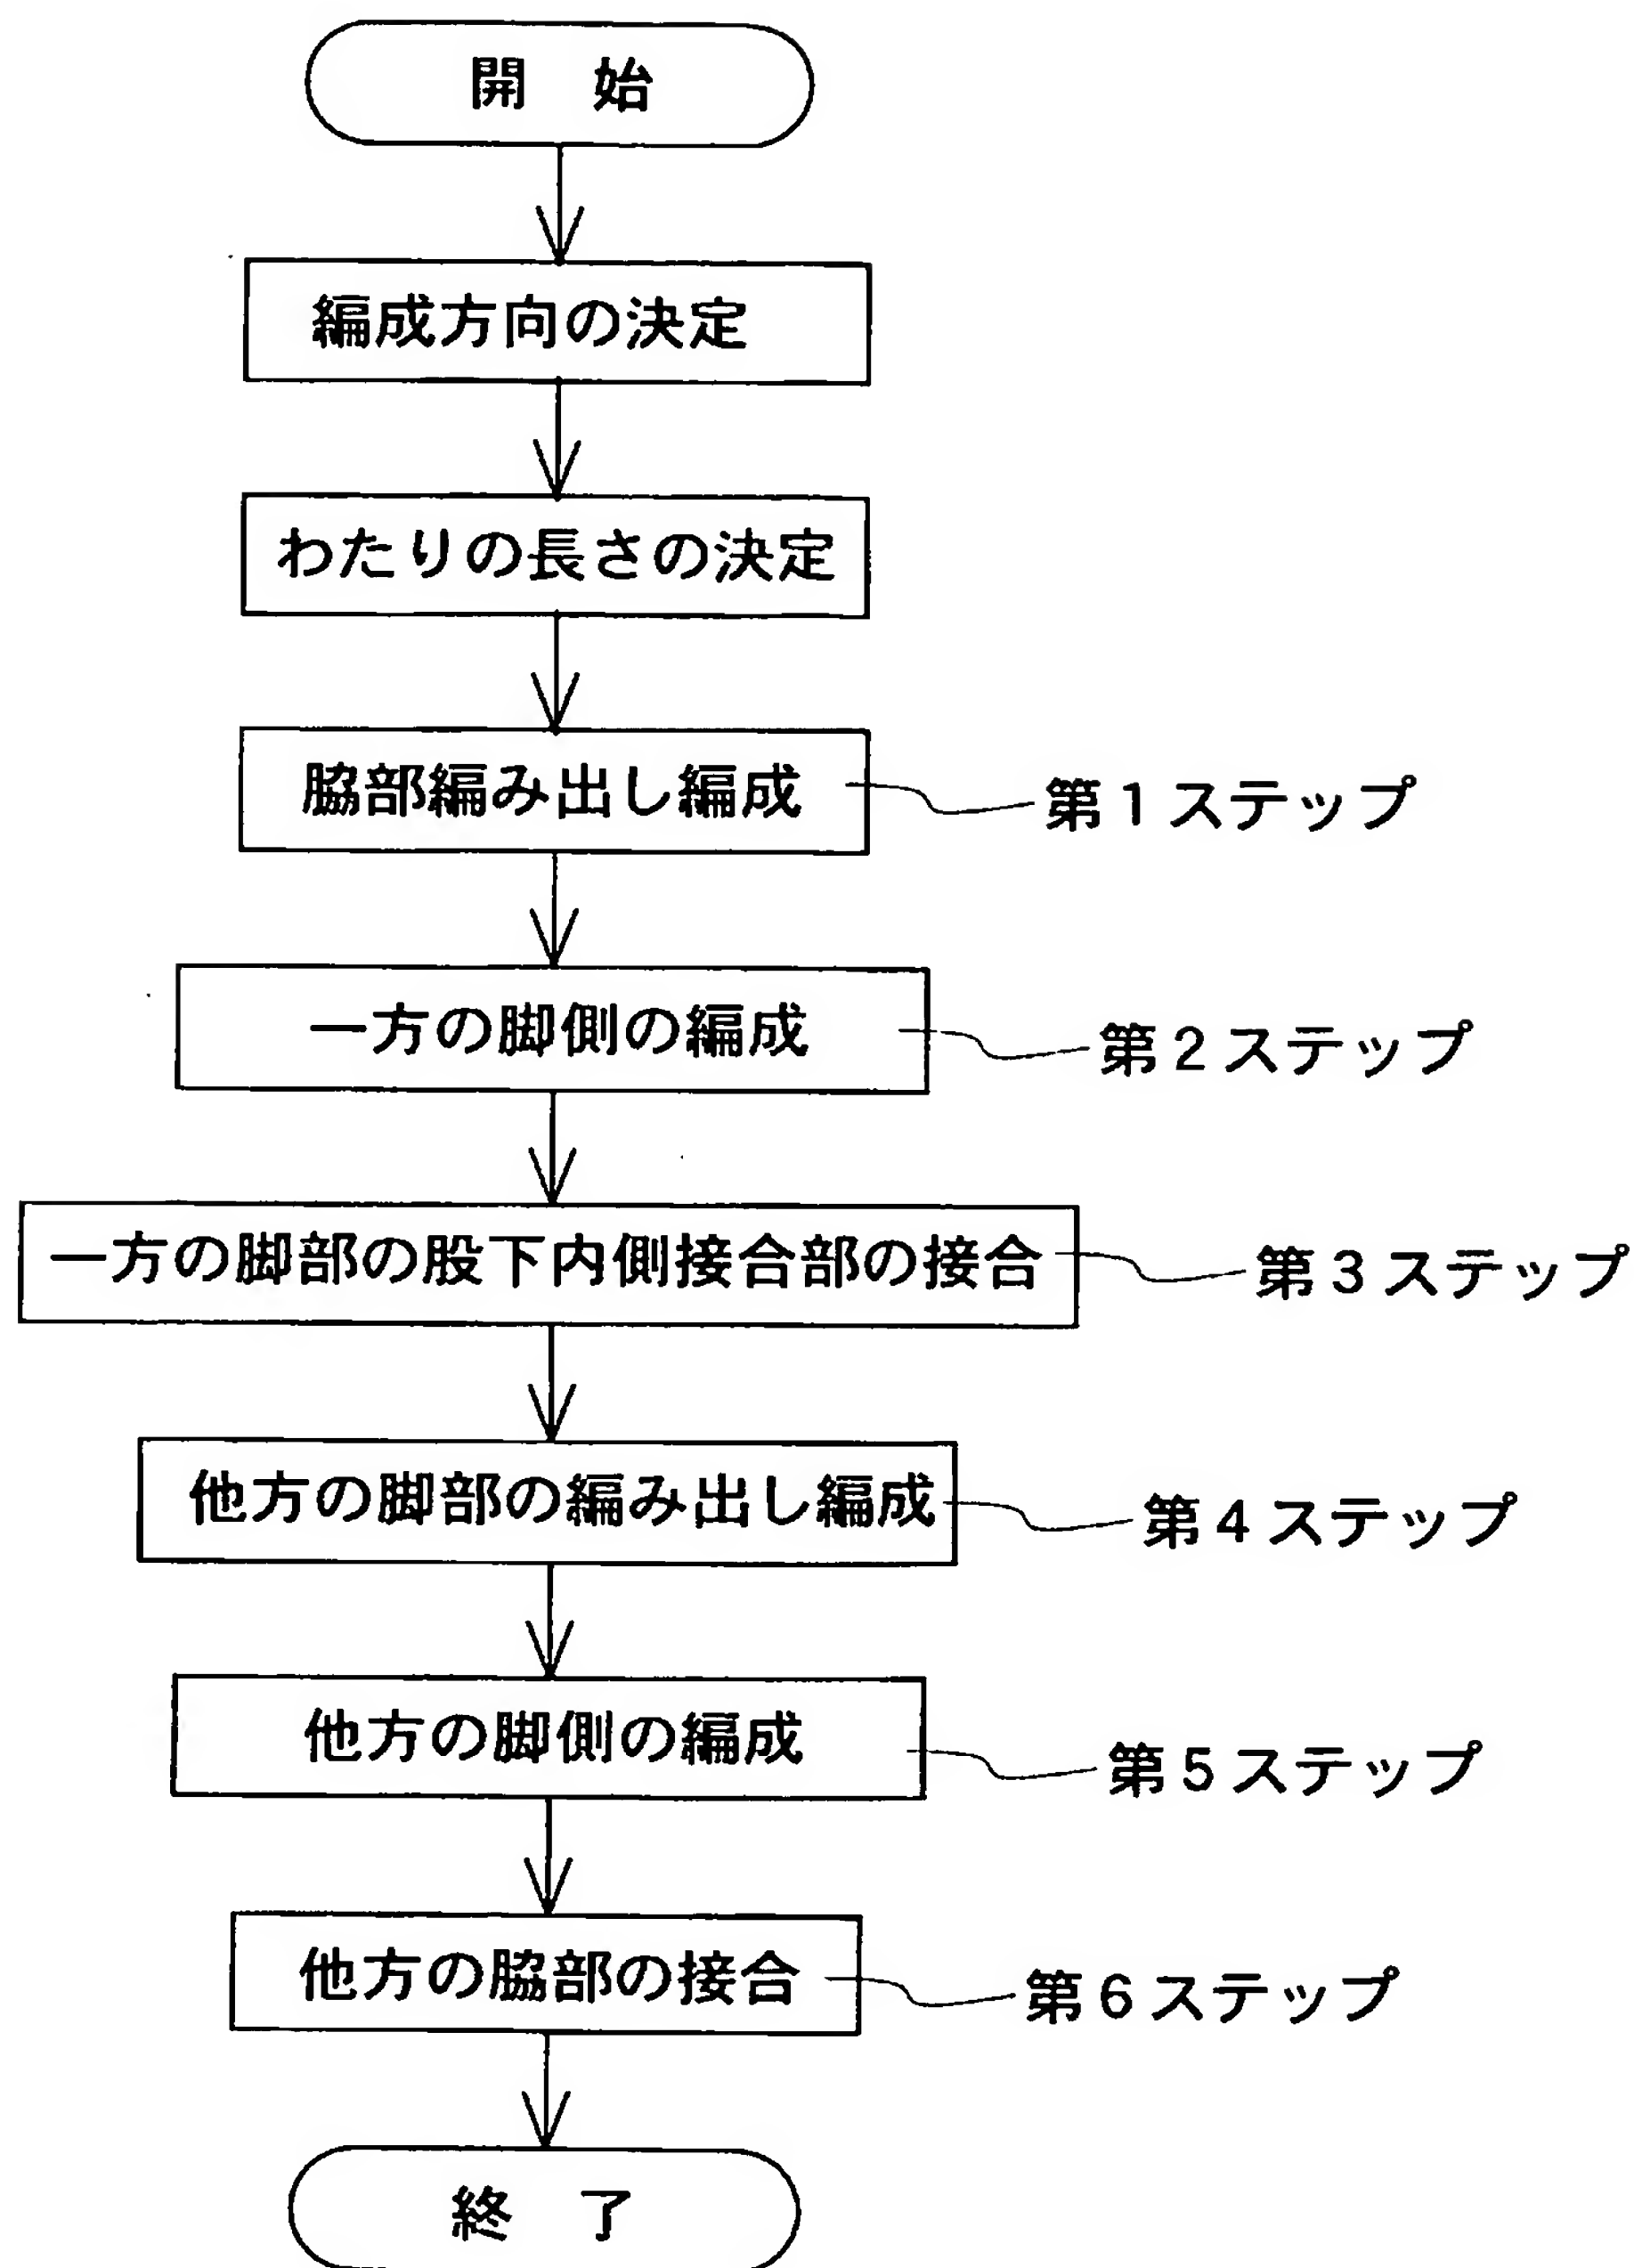 開 始
編成方向の決定
わたりの長さの決定
脇部編み出し編成
第1ステップ
一方の脚側の編成
第2ステップ
一方の脚部の股下内側接合部の接合
第3ステップ
他方の脚部の編み出し編成
第4ステップ
他方の脚側の編成
第5ステップ
他方の脇部の接合
第6ステップ
終 了